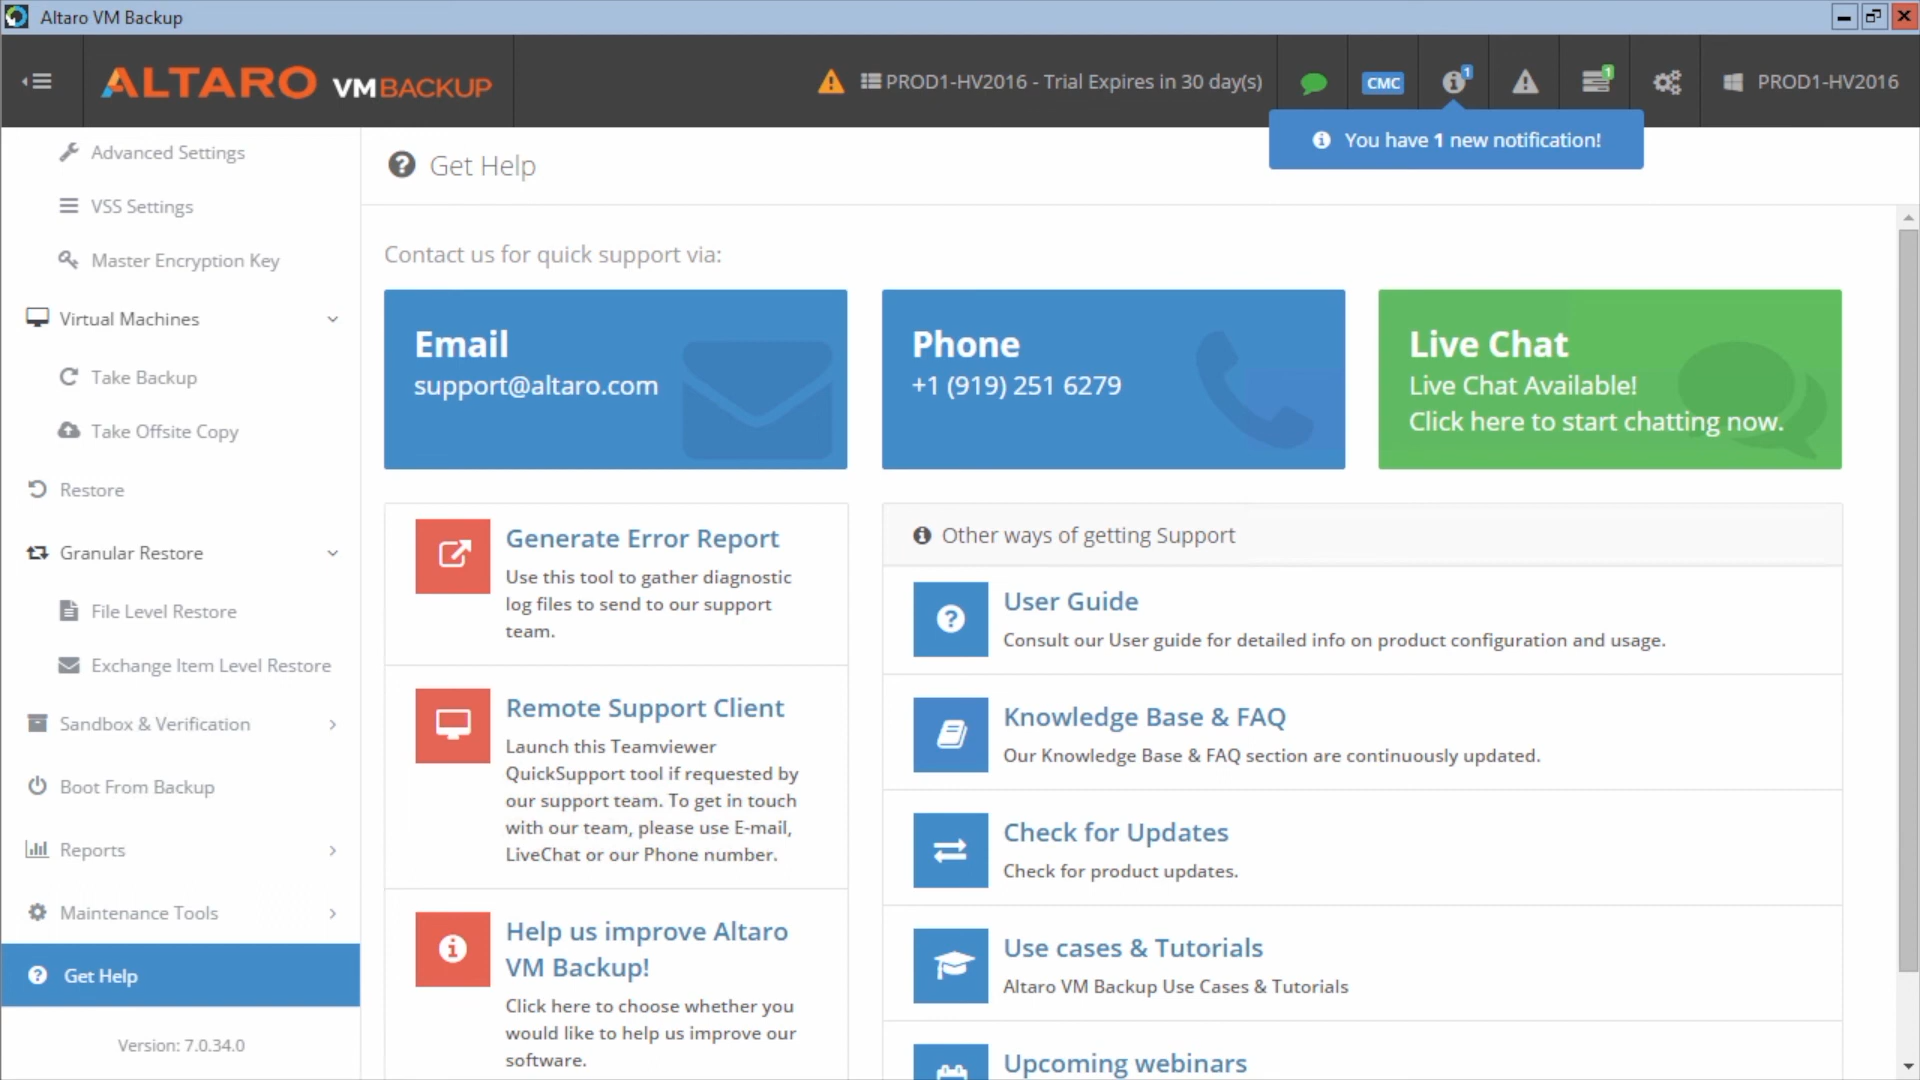 Altaro VM Backup
ALTARO VMBACKUP
PROD1-HV2016 - Trial Expires in 30 day(s)
CMC
1
1
PROD1-HV2016
You have 1 new notification!
Advanced Settings
VSS Settings
Master Encryption Key
Virtual Machines
Take Backup
Take Offsite Copy
Restore
Granular Restore
File Level Restore
Exchange Item Level Restore
Sandbox & Verification
Boot From Backup
Reports
Maintenance Tools
Get Help
Version: 7.0.34.0
Get Help
Contact us for quick support via:
Email
support@altaro.com
Phone
+1 (919) 251 6279
Live Chat
Live Chat Available!
Click here to start chatting now.
Generate Error Report
Use this tool to gather diagnostic
log files to send to our support
team.
Remote Support Client
Launch this Teamviewer
QuickSupport tool if requested by
our support team. To get in touch
with our team, please use E-mail,
LiveChat or our Phone number.
Help us improve Altaro
VM Backup!
Click here to choose whether you
would like to help us improve our
software.
Other ways of getting Support
User Guide
Consult our User guide for detailed info on product configuration and usage.
Knowledge Base & FAQ
Our Knowledge Base & FAQ section are continuously updated.
Check for Updates
Check for product updates.
Use cases & Tutorials
Altaro VM Backup Use Cases & Tutorials
Upcoming webinars